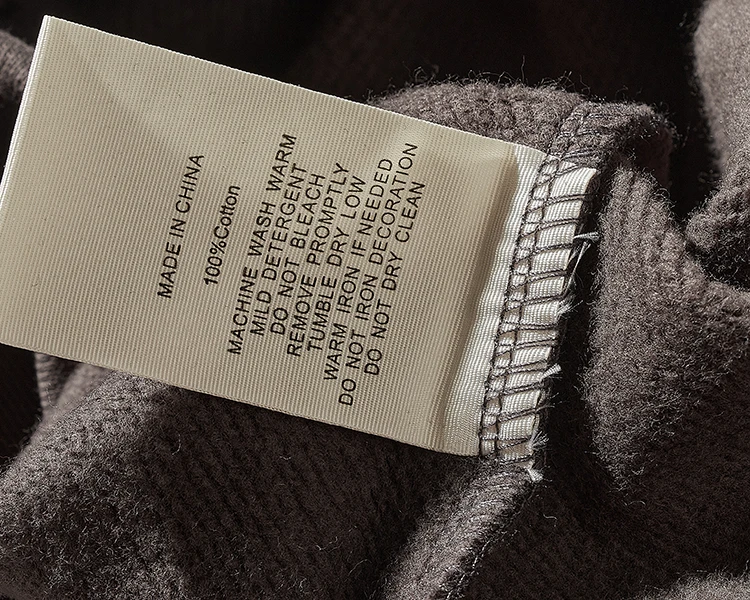 MADE IN CHINA
100%Cotton
MACHINE WASH WARM
MILD DETERGENT
DO NOT BLEACH
REMOVE PROMPTLY
TUMBLE DRY LOW
WARM IRON IF NEEDED
DO NOT IRON DECORATION
DO NOT DRY CLEAN